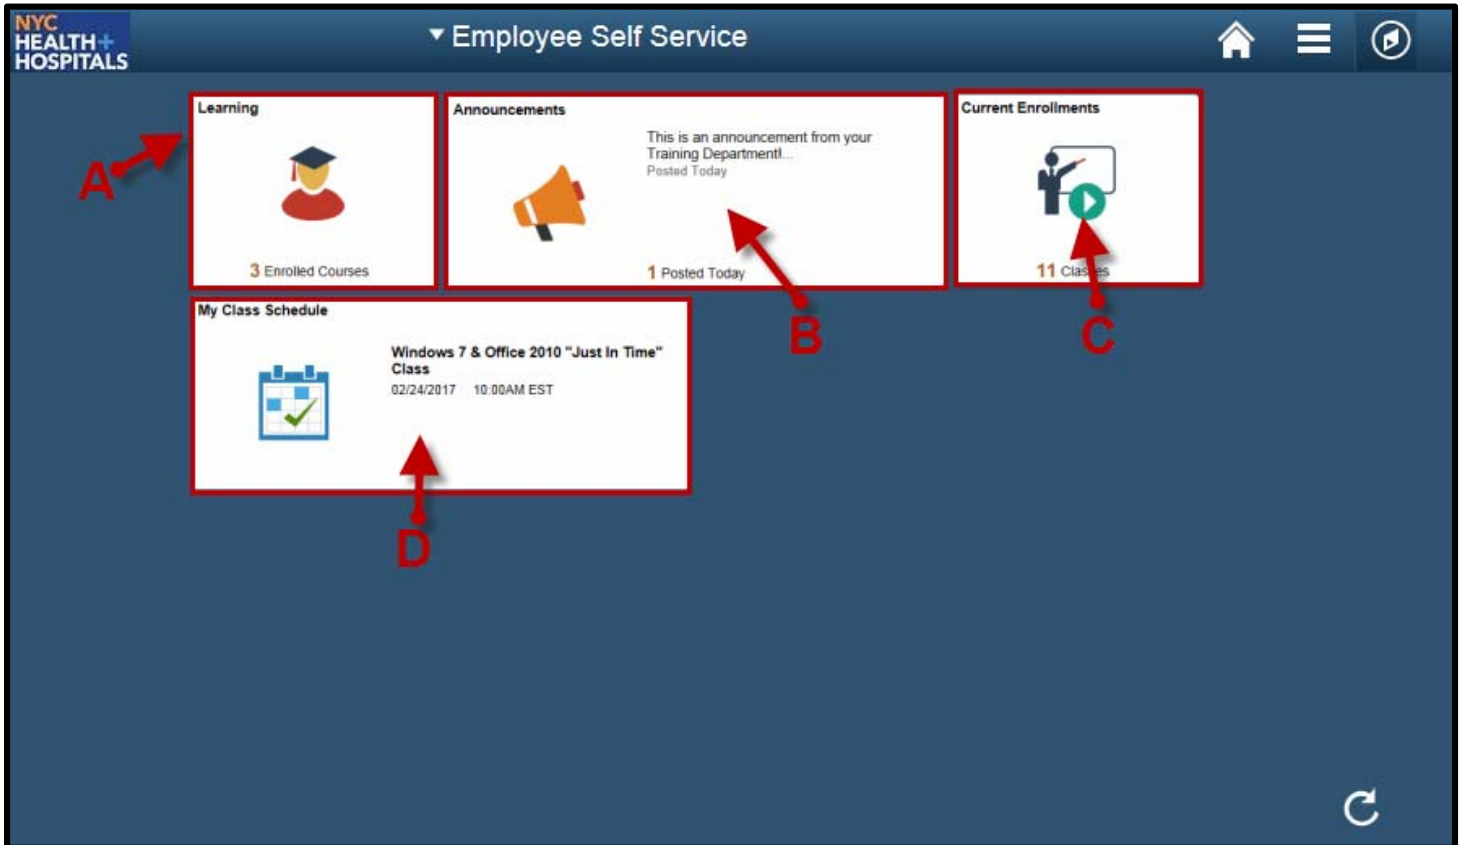 NYC
HEALTH+
HOSPITALS
Employee Self Service
Learning
3 Enrolled Courses
Announcements
This is an announcement from your
Training Department!...
Posted Today
1 Posted Today
Current Enrollments
11 Classes
My Class Schedule
Windows 7 & Office 2010 "Just In Time"
Class
02/24/2017 10:00AM EST
A
B
C
D